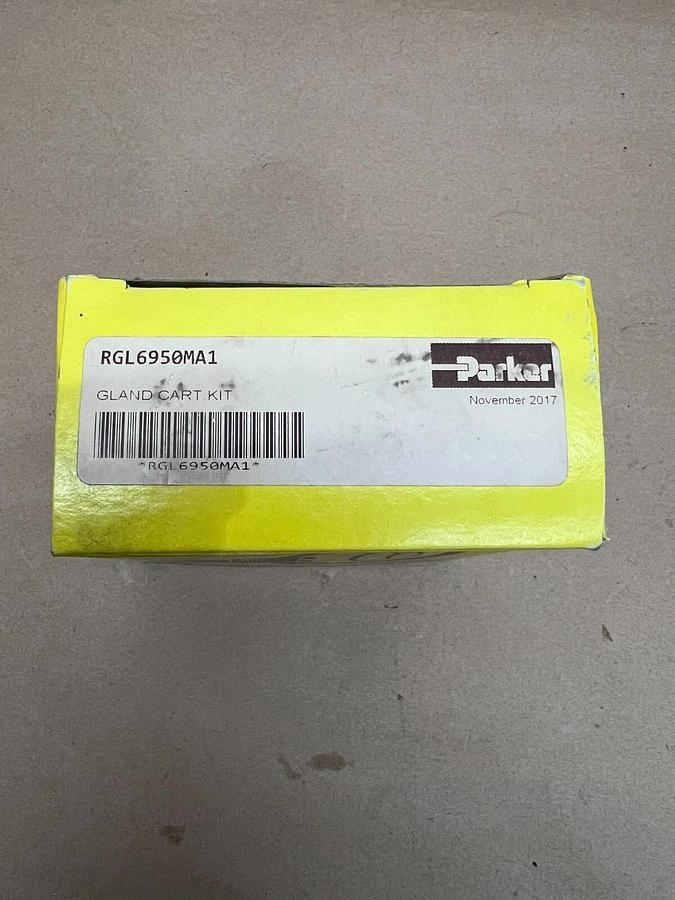 RGL6950MA1
Parker
GLAND CART KIT
November 2017
*RGL6950MA1*